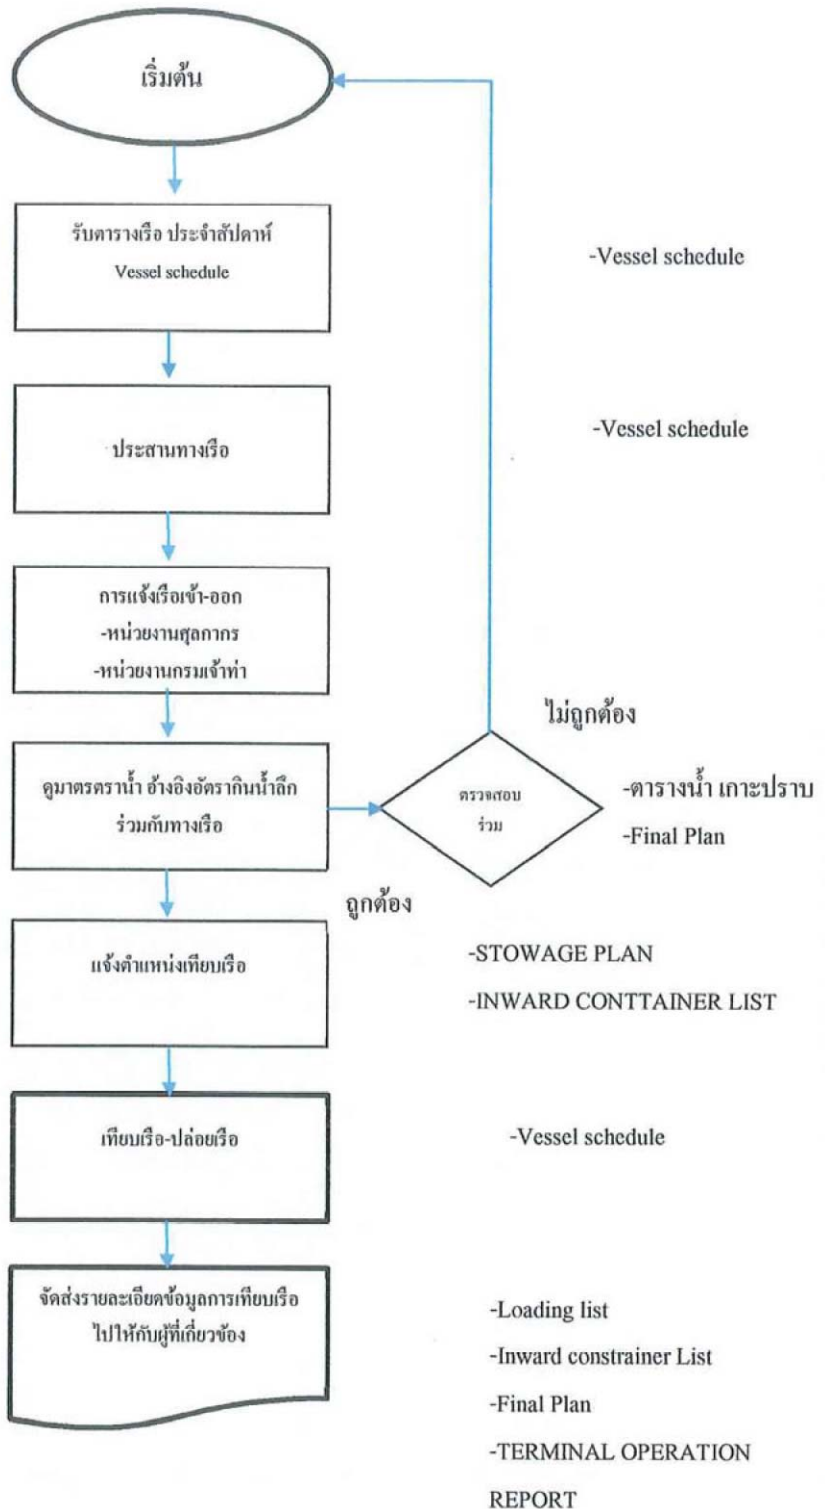 เริ่มต้น
รับตารางเรือ ประจำสัปดาห์
Vessel schedule
-Vessel schedule
ประสานทางเรือ
-Vessel schedule
การแจ้งเรือเข้า-ออก
-หน่วยงานศุลกากร
-หน่วยงานกรมเจ้าท่า
ไม่ถูกต้อง
ดูมาตรตราน้ำ อ้างอิงอัตรากินน้ำลึก
ร่วมกับทางเรือ
ตรวจสอบ
ร่วม
-ตารางน้ำ เกาะปราบ
-Final Plan
ถูกต้อง
แจ้งตำแหน่งเทียบเรือ
-STOWAGE PLAN
-INWARD CONTTAINER LIST
เทียบเรือ-ปล่อยเรือ
-Vessel schedule
จัดส่งรายละเอียดข้อมูลการเทียบเรือ
ไปให้กับผู้ที่เกี่ยวข้อง
-Loading list
-Inward constrainer List
-Final Plan
-TERMINAL OPERATION
REPORT